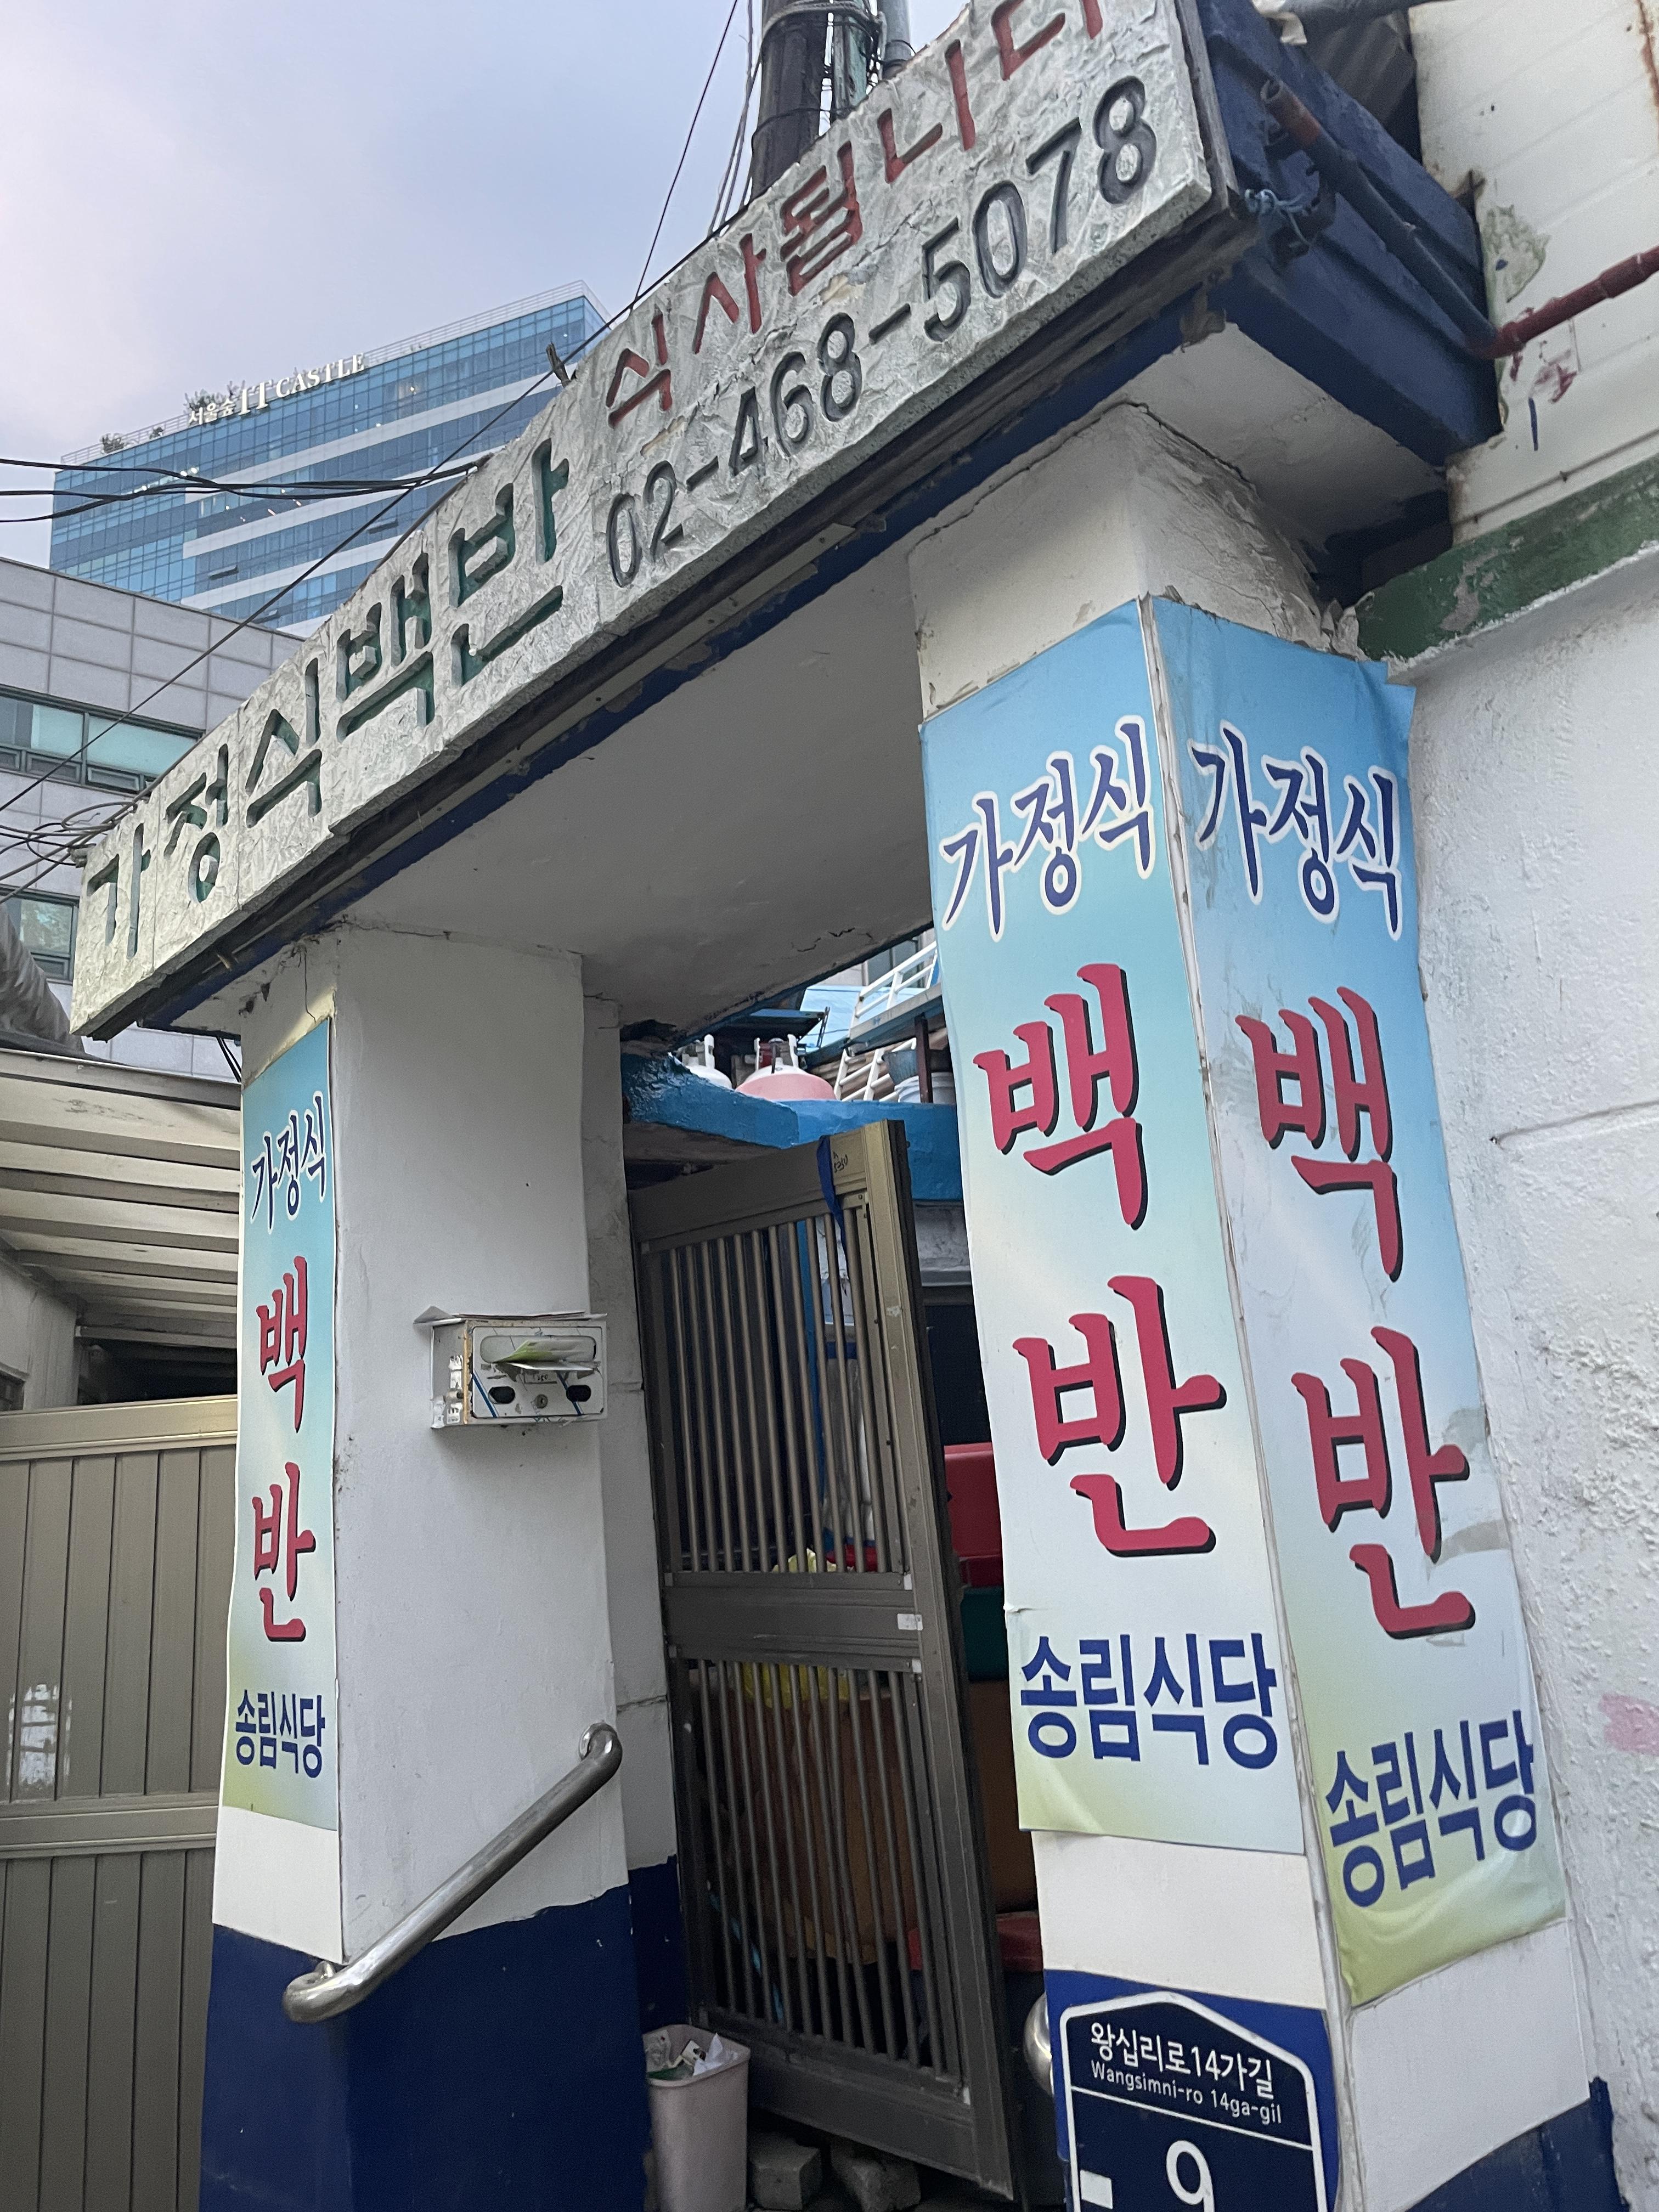 서울숲 IT CASTLE
가정식백반
식사됩니다
02-468-5078
가정식
백
반
송림식당
가정식
백
반
송림식당
가정식
백
반
송림식당
왕십리로14가길
Wangsimni-ro 14ga-gil
9